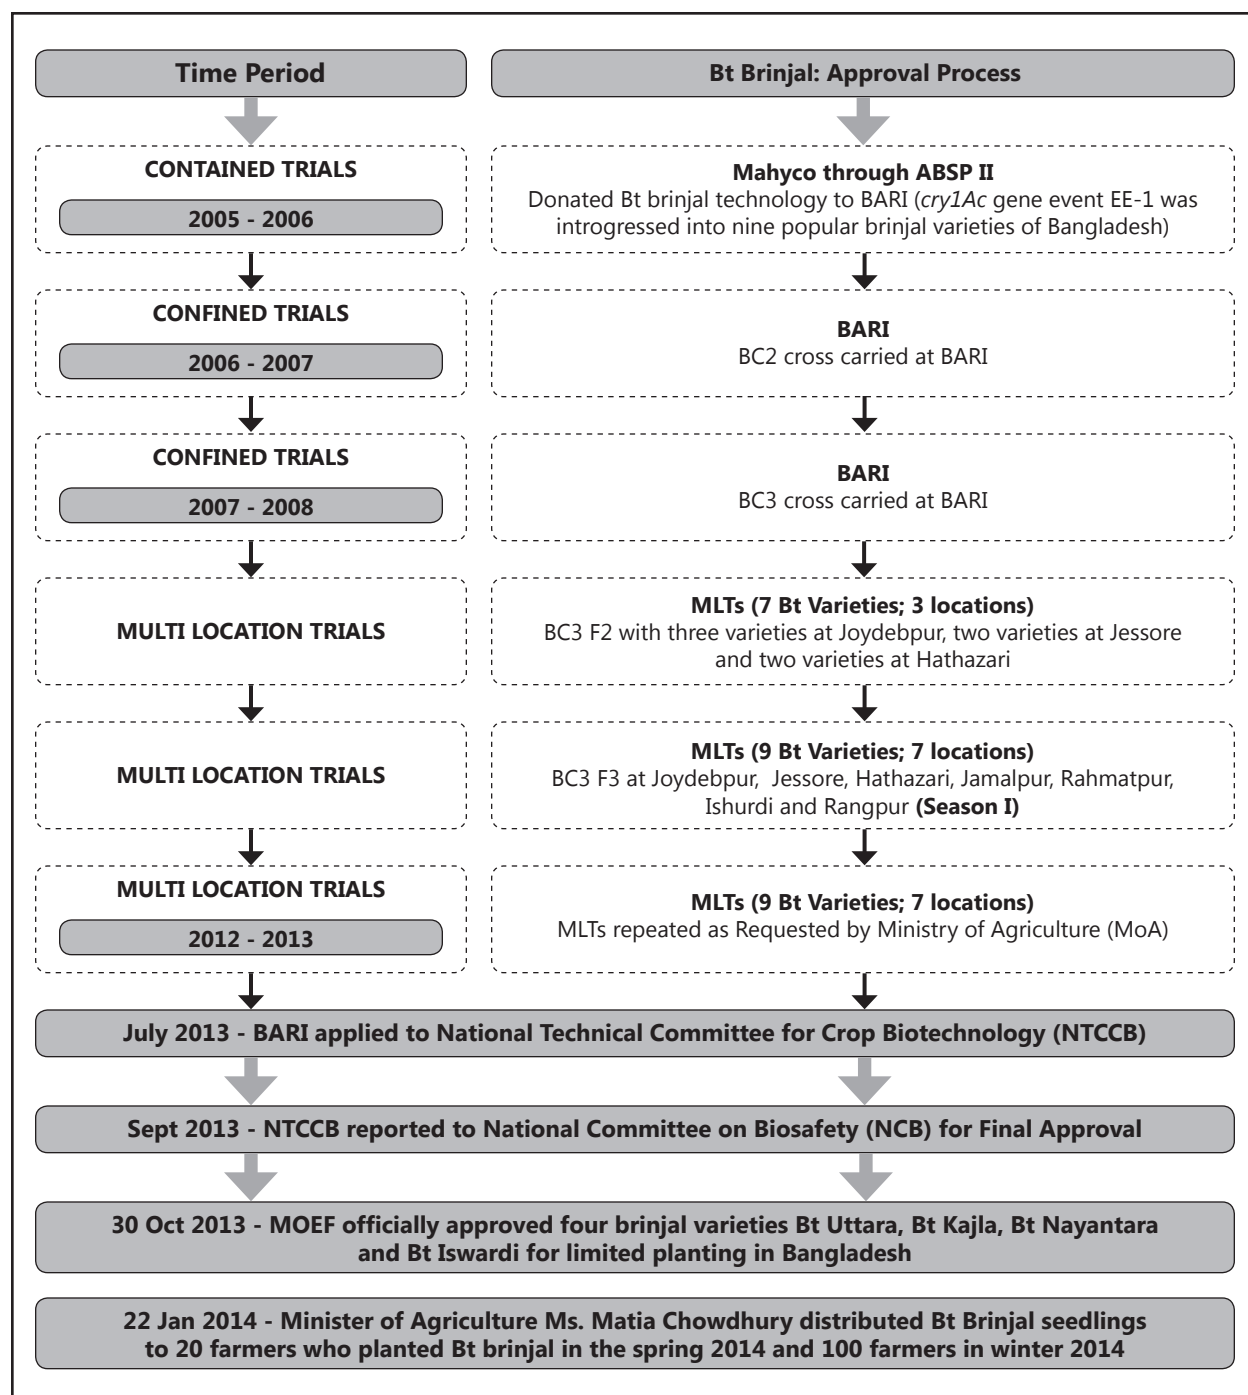 Time Period
Bt Brinjal: Approval Process
CONTAINED TRIALS
2005 - 2006
Mahyco through ABSP II
Donated Bt brinjal technology to BARI (cry1Ac gene event EE-1 was
introgressed into nine popular brinjal varieties of Bangladesh)
CONFINED TRIALS
2006 - 2007
BARI
BC2 cross carried at BARI
CONFINED TRIALS
2007 - 2008
BARI
BC3 cross carried at BARI
MULTI LOCATION TRIALS
MLTs (7 Bt Varieties; 3 locations)
BC3 F2 with three varieties at Joydebpur, two varieties at Jessore
and two varieties at Hathazari
MULTI LOCATION TRIALS
MLTs (9 Bt Varieties; 7 locations)
BC3 F3 at Joydebpur, Jessore, Hathazari, Jamalpur, Rahmatpur,
Ishurdi and Rangpur (Season I)
MULTI LOCATION TRIALS
2012 - 2013
MLTs (9 Bt Varieties; 7 locations)
MLTs repeated as Requested by Ministry of Agriculture (MoA)
July 2013 - BARI applied to National Technical Committee for Crop Biotechnology (NTCCB)
Sept 2013 - NTCCB reported to National Committee on Biosafety (NCB) for Final Approval
30 Oct 2013 - MOEF officially approved four brinjal varieties Bt Uttara, Bt Kajla, Bt Nayantara
and Bt Iswardi for limited planting in Bangladesh
22 Jan 2014 - Minister of Agriculture Ms. Matia Chowdhury distributed Bt Brinjal seedlings
to 20 farmers who planted Bt brinjal in the spring 2014 and 100 farmers in winter 2014